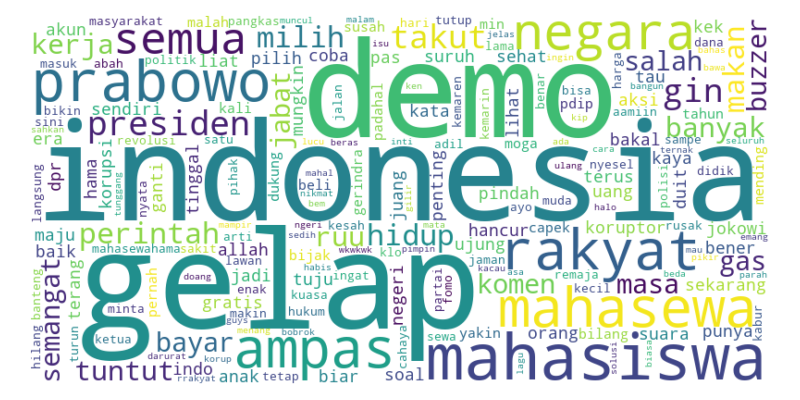 masyarakat
malah
pangkas
muncul
malam
hari
tutup
min
kek
dana
akun
kerja
semua
milih
susah
isu
takut
jelas
lama
negara
ingin
bahas
bawa
masuk
abah
politik
liat
pilih
coba
pas
suruh
sehat
harga
salah
makan
buzzer
prabowo
demo
ken
jalan
padahal
kata
kemaren
kemarin
lihat
benar
bisa
pdip
kip
aksi
tau
bangun
gin
bikin
sini
sendiri
kali
jabat
mungkin
aamiin
tahun
era
sahkan
revolusi
presiden
satu
lucu
beras
inti
adil
moga
ada
bakal
sampe
banyak
seluruh
indonesia
langsung
dpr
hama
korupsi
tunggang
ganti
nyata
tinggal
pihak
dukung
mahal
beli
nikmat
bem
gerindra
juang
gilir
penting
ulang
cara
ternak
nyesel
kaya
polisi
duit
didik
mending
pindah
terus
uang
ayo
muda
halo
maju
perintah
mampir
ngeri
kesah
mata
ruu
hidup
ujung
hancur
capek
koruptor
rusak
jokowi
emang
baik
mahasewahama
sakit
arti
allah
sedih
wkwkwk
pimpin
rakyat
jaman
bener
mau
gas
semangat
banteng
terang
gelap
pernah
lawan
bijak
klo
kacau
asa
remaja
beda
pikir
parah
jadi
doang
enak
gratis
tuju
habis
ingat
negeri
partai
fomo
komen
kecil
masa
sekarang
hilang
minta
makin
kuasa
guys
hukum
mahasewa
turun
ketua
menang
bobrok
ampas
cahaya
sewa
yakin
orang
bilang
suara
punya
kabur
bayar
darurat
korup
lagu
solusi
biasa
tuntut
indo
rrakyat
anak
tetap
biar
soal
mahasiswa